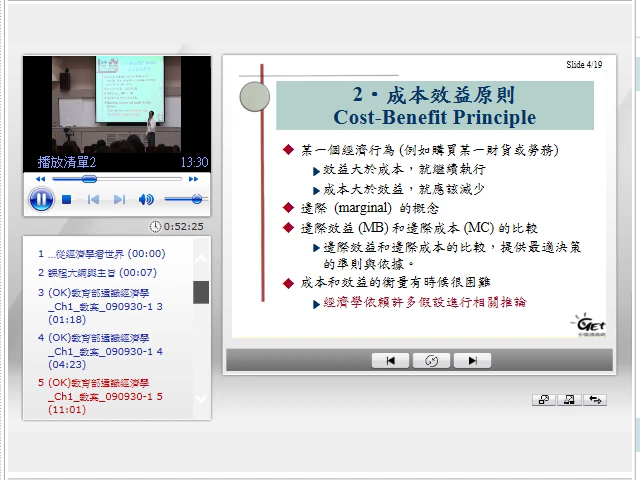 Slide 4/19
2‧成本效益原則
Cost-Benefit Principle
某一個經濟行為 (例如購買某一財貨或勞務)
效益大於成本，就繼續執行
成本大於效益，就應該減少
邊際 (marginal) 的概念
邊際效益 (MB) 和邊際成本 (MC) 的比較
邊際效益和邊際成本的比較，提供最適決策
的準則與依據。
成本和效益的衡量有時候很困難
經濟學依賴許多假設進行相關推論
播放清單2 13:30
0:52:25
1 ...從經濟學看世界 (00:00)
2 課程大綱與主旨 (00:07)
3 (OK)教育部通識經濟學
_Ch1_教案_090930-1 3
(01:18)
4 (OK)教育部通識經濟學
_Ch1_教案_090930-1 4
(04:23)
5 (OK)教育部通識經濟學
_Ch1_教案_090930-1 5
(11:01)